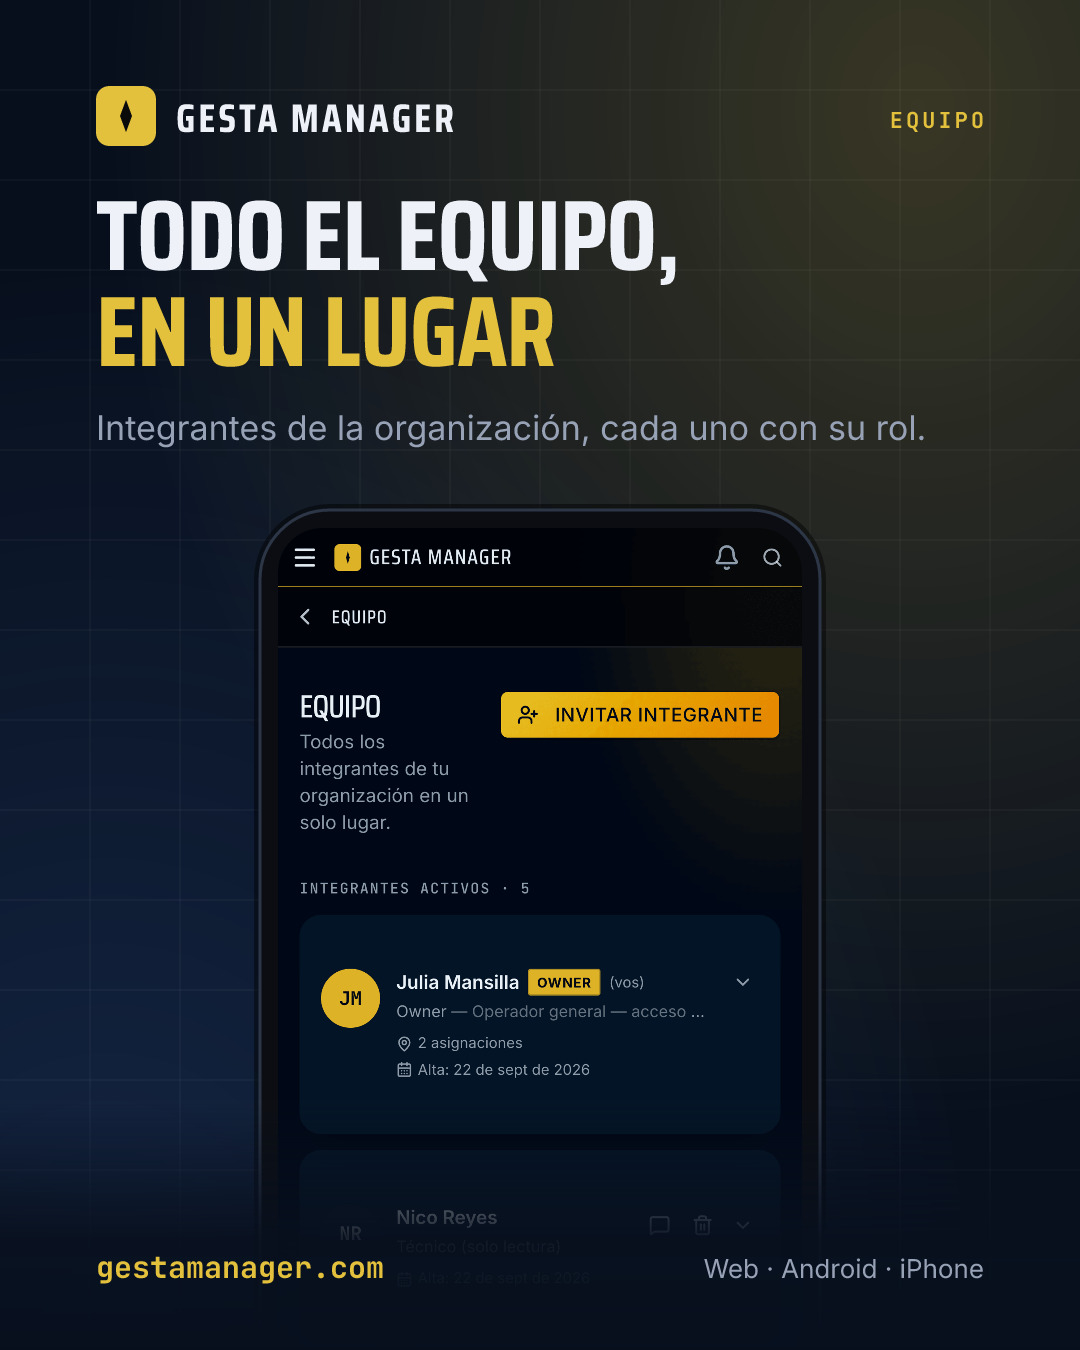 GESTA MANAGER
EQUIPO
TODO EL EQUIPO,
EN UN LUGAR
Integrantes de la organización, cada uno con su rol.
GESTA MANAGER
EQUIPO
EQUIPO
INVITAR INTEGRANTE
Todos los
integrantes de tu
organización en un
solo lugar.
INTEGRANTES ACTIVOS · 5
JM
Julia Mansilla OWNER (vos)
Owner — Operador general — acceso ...
2 asignaciones
Alta: 22 de sept de 2026
NR
Nico Reyes
Técnico (solo lectura)
Alta: 22 de sept de 2026
gestamanager.com
Web · Android · iPhone